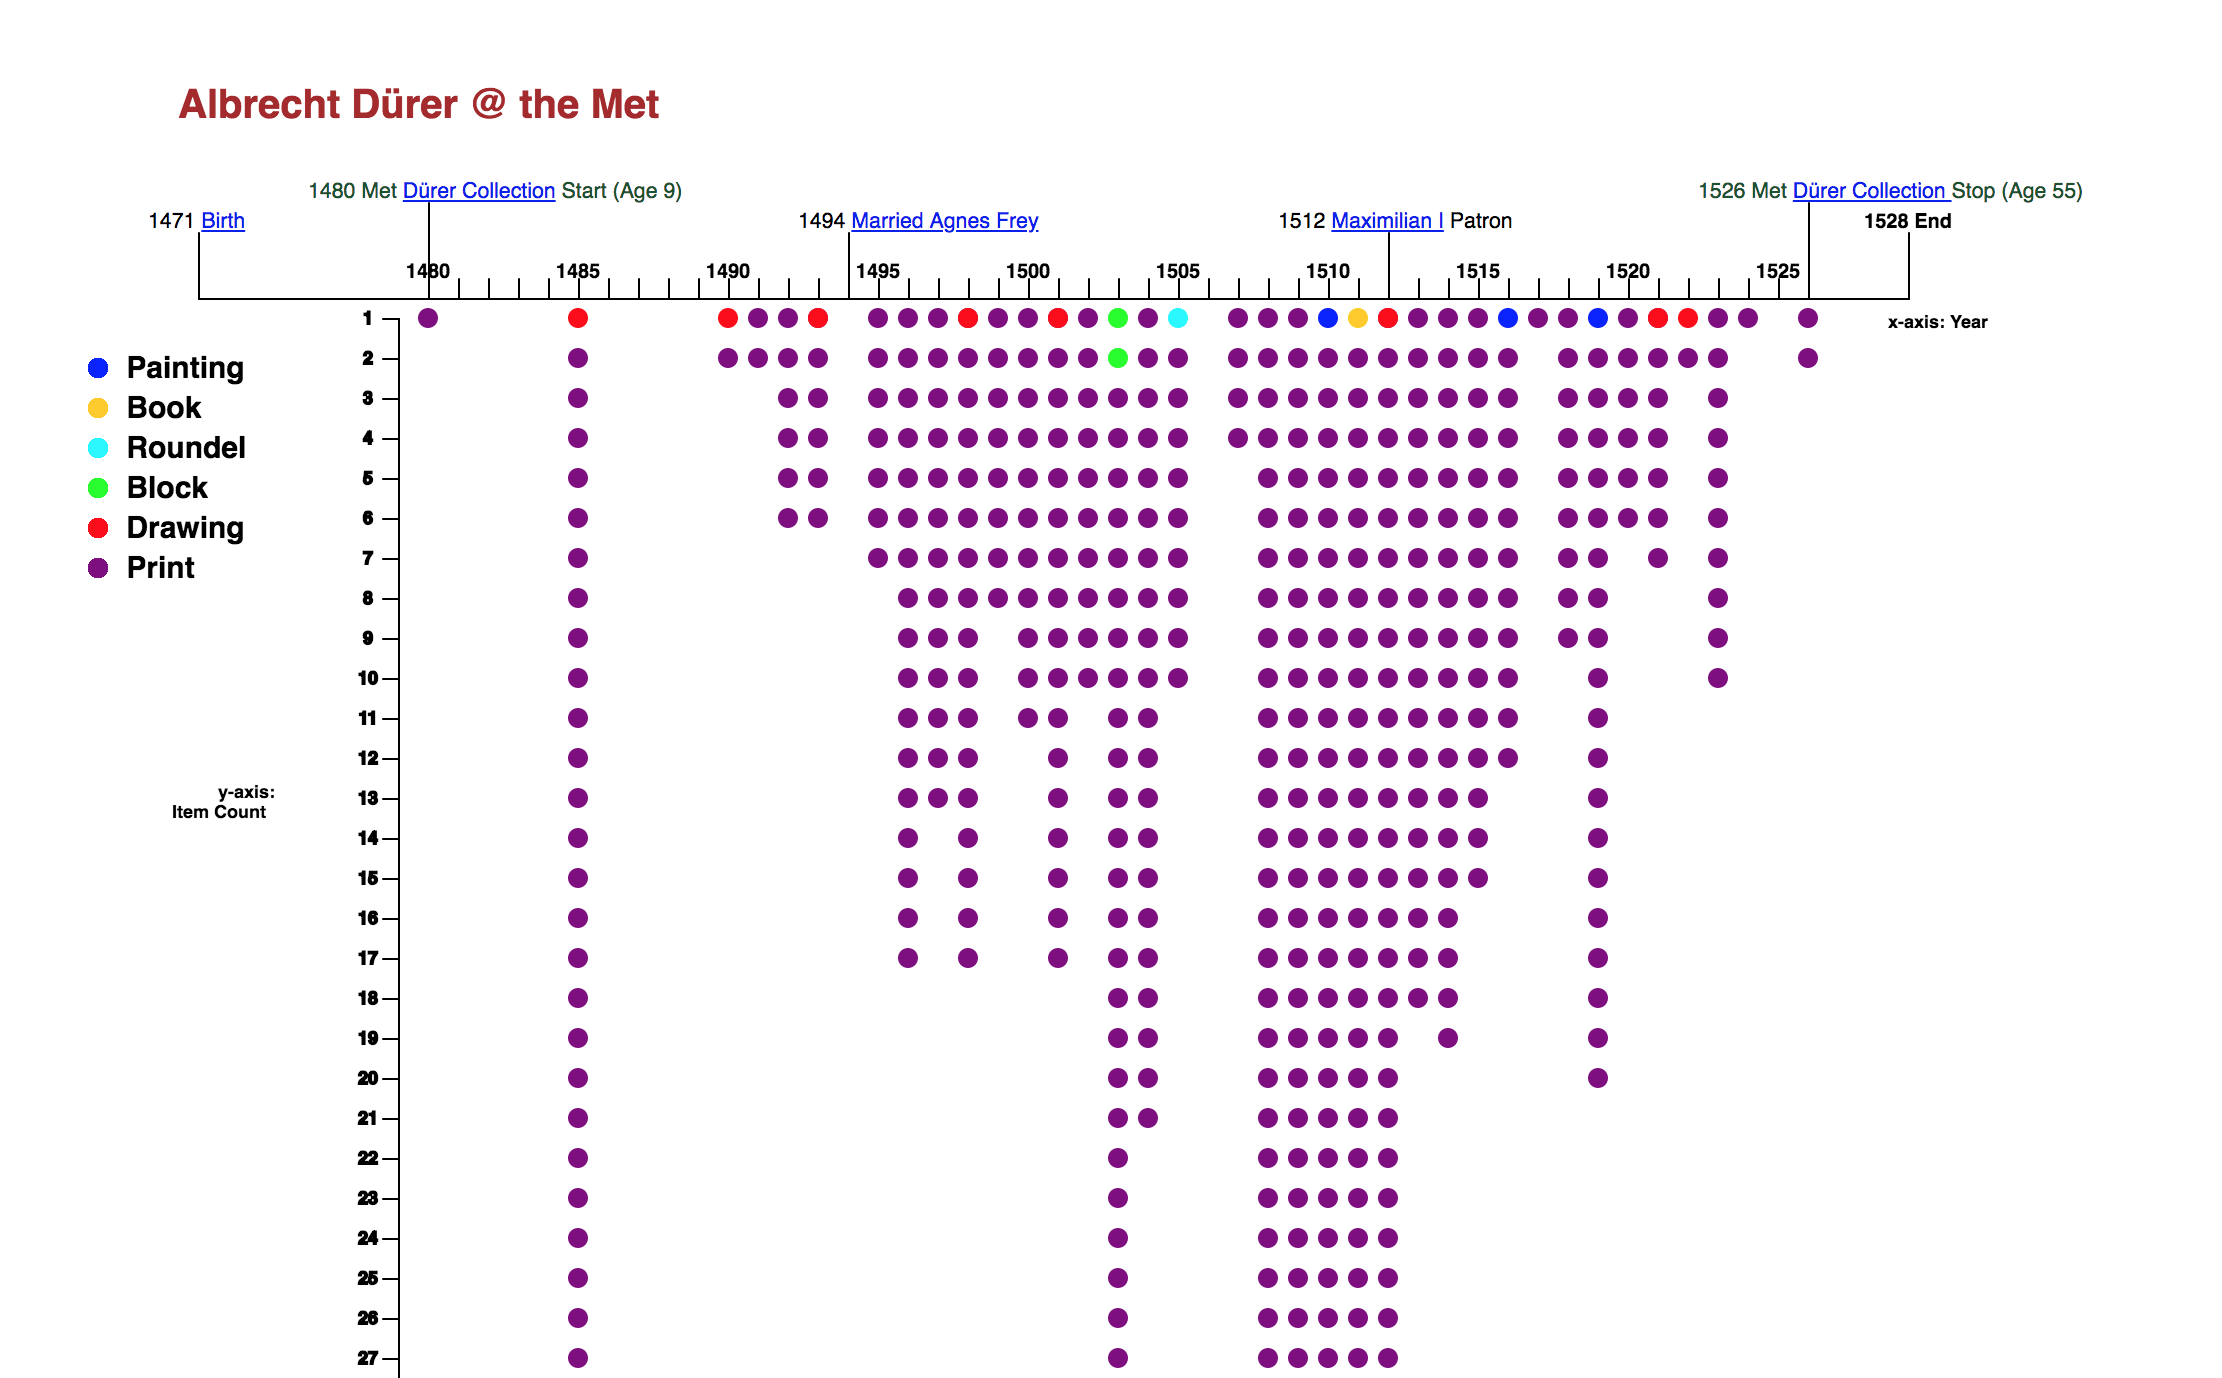 Albrecht Dürer @ the Met
1480 Met Dürer Collection Start (Age 9)
1526 Met Dürer Collection Stop (Age 55)
1471 Birth
1494 Married Agnes Frey
1512 Maximilian I Patron
1528 End
1480 1485 1490 1495 1500 1505 1510 1515 1520 1525
x-axis: Year
Painting
Book
Roundel
Block
Drawing
Print
y-axis:
Item Count
1
2
3
4
5
6
7
8
9
10
11
12
13
14
15
16
17
18
19
20
21
22
23
24
25
26
27